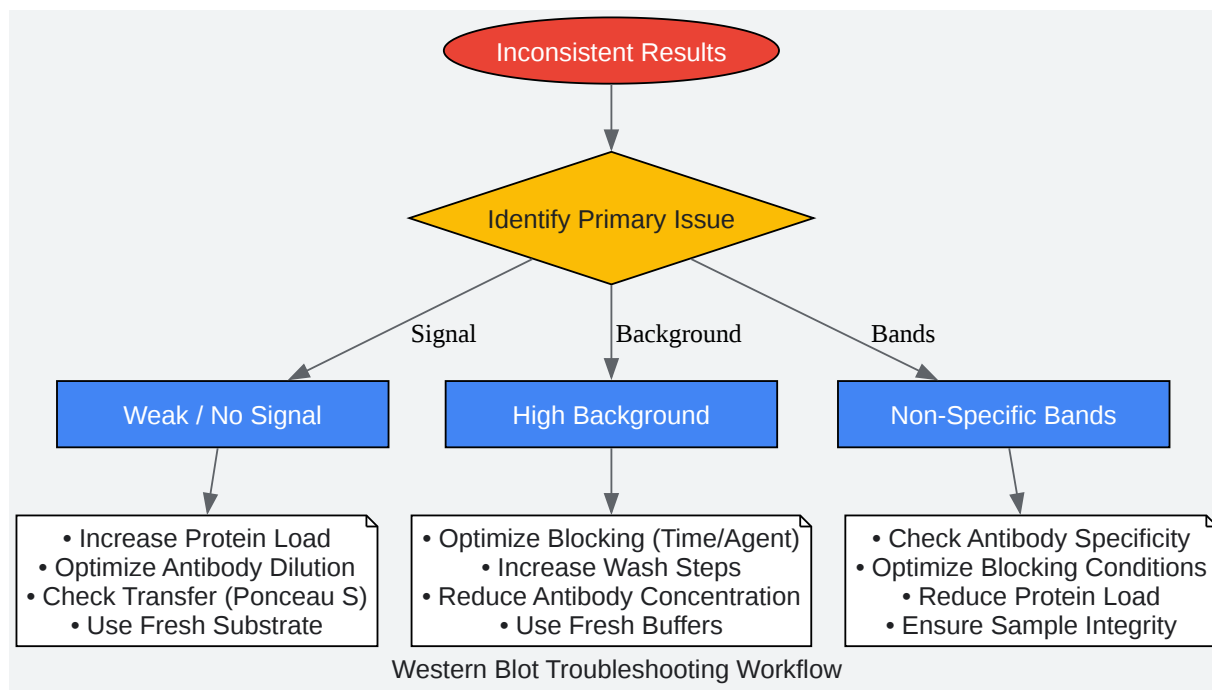 Inconsistent Results
Identify Primary Issue
Signal
Background
Bands
Weak / No Signal
High Background
Non-Specific Bands
• Increase Protein Load
• Optimize Antibody Dilution
• Check Transfer (Ponceau S)
• Use Fresh Substrate
• Optimize Blocking (Time/Agent)
• Increase Wash Steps
• Reduce Antibody Concentration
• Use Fresh Buffers
• Check Antibody Specificity
• Optimize Blocking Conditions
• Reduce Protein Load
• Ensure Sample Integrity
Western Blot Troubleshooting Workflow